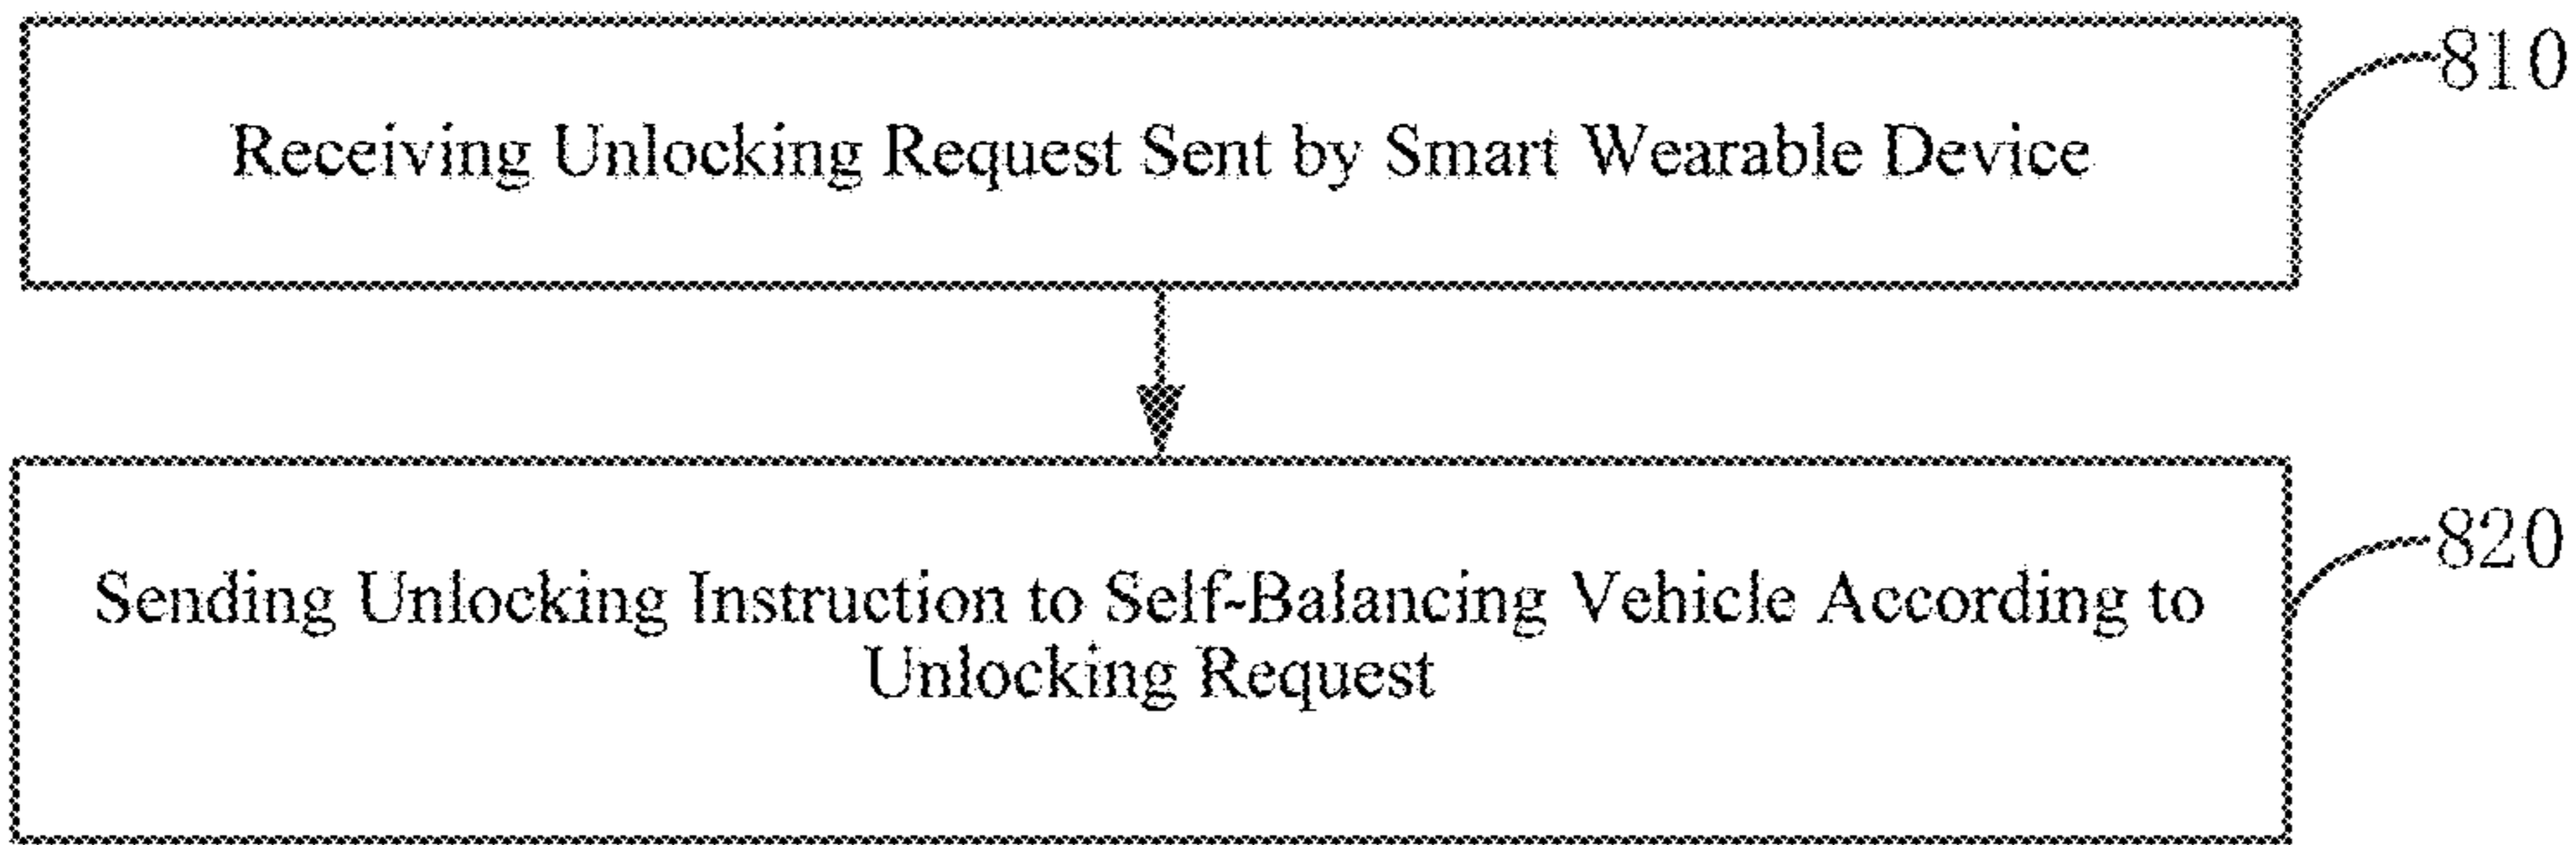 810
Receiving Unlocking Request Sent by Smart Wearable Device
820
Sending Unlocking Instruction to Self-Balancing Vehicle According to
Unlocking Request